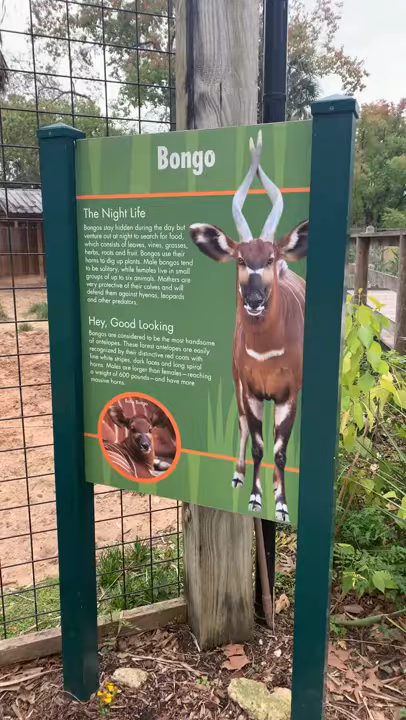 Bongo
The Night Life
Bongos stay hidden during the day but
venture out at night to search for food,
which consists of leaves, vines, grasses,
herbs, roots and fruit. Bongos use their
horns to dig up plants. Male bongos tend
to be solitary, while females live in small
groups of up to six animals. Mothers are
very protective of their calves and will
defend them against hyenas, leopards
and other predators.
Hey, Good Looking
Bongos are considered to be the most handsome
of antelopes. These forest antelopes are easily
recognized by their distinctive red coats with
fine white stripes, dark faces and long spiral
horns. Males are larger than females—reaching
a weight of 600 pounds—and have more
massive horns.
Baby Bongo